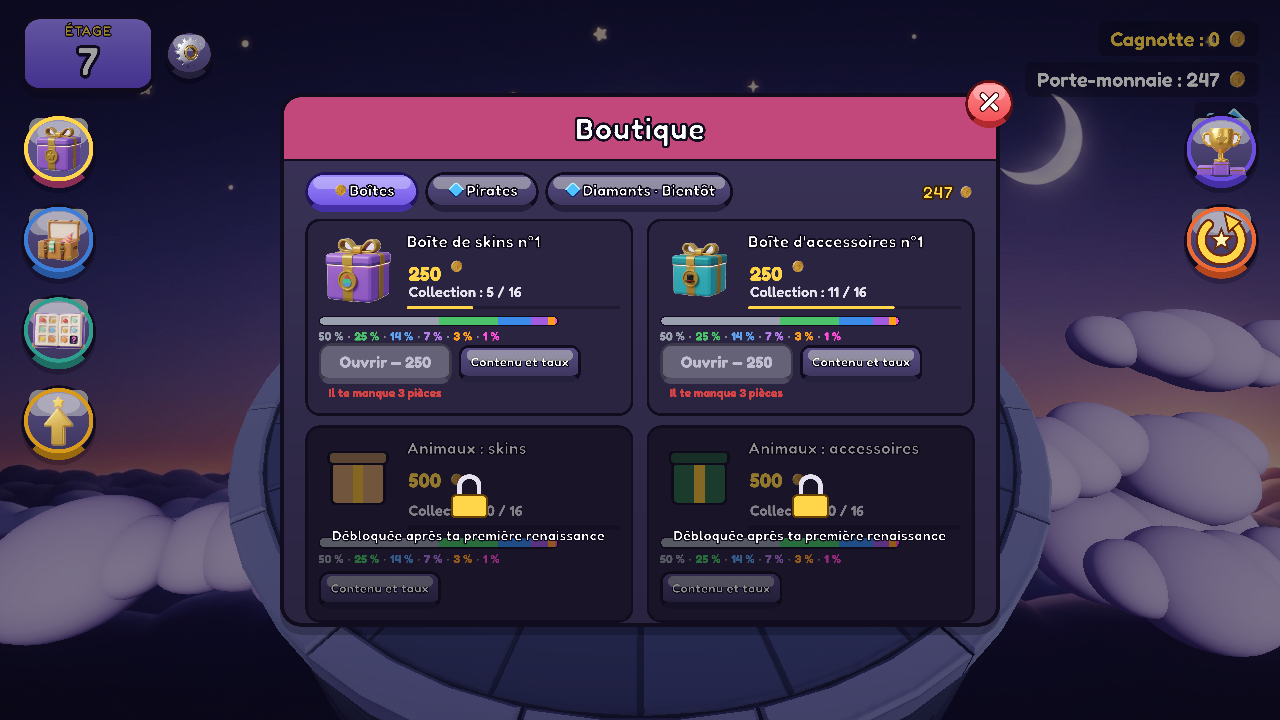 ÉTAGE
7
Cagnotte : 0
Porte-monnaie : 247
Boutique
Boîtes
Pirates
Diamants · Bientôt
247
Boîte de skins n°1
250
Collection : 5 / 16
50 % · 25 % · 14 % · 7 % · 3 % · 1 %
Ouvrir — 250
Contenu et taux
Il te manque 3 pièces
Boîte d'accessoires n°1
250
Collection : 11 / 16
50 % · 25 % · 14 % · 7 % · 3 % · 1 %
Ouvrir — 250
Contenu et taux
Il te manque 3 pièces
Animaux : skins
500
0 / 16
Débloquée après ta première renaissance
50 % · 25 % · 14 % · 7 % · 3 % · 1 %
Contenu et taux
Animaux : accessoires
500
0 / 16
Débloquée après ta première renaissance
50 % · 25 % · 14 % · 7 % · 3 % · 1 %
Contenu et taux